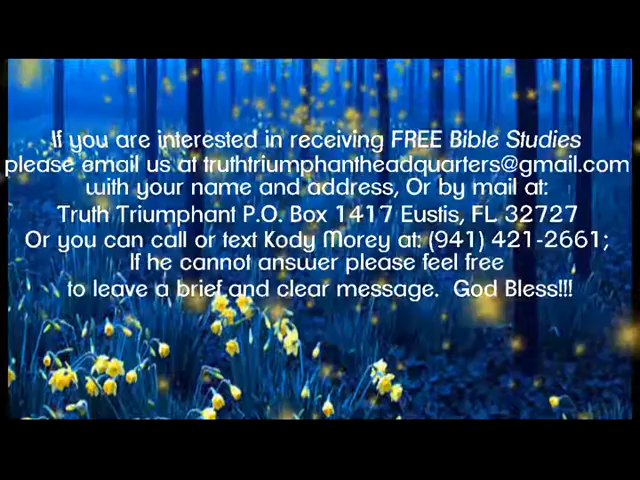 If you are interested in receiving FREE Bible Studies
please email us at truthtriumphantheadquarters@gmail.com
with your name and address, Or by mail at:
Truth Triumphant P.O. Box 1417 Eustis, FL 32727
Or you can call or text Kody Morey at: (941) 421-2661;
If he cannot answer please feel free
to leave a brief and clear message.  God Bless!!!